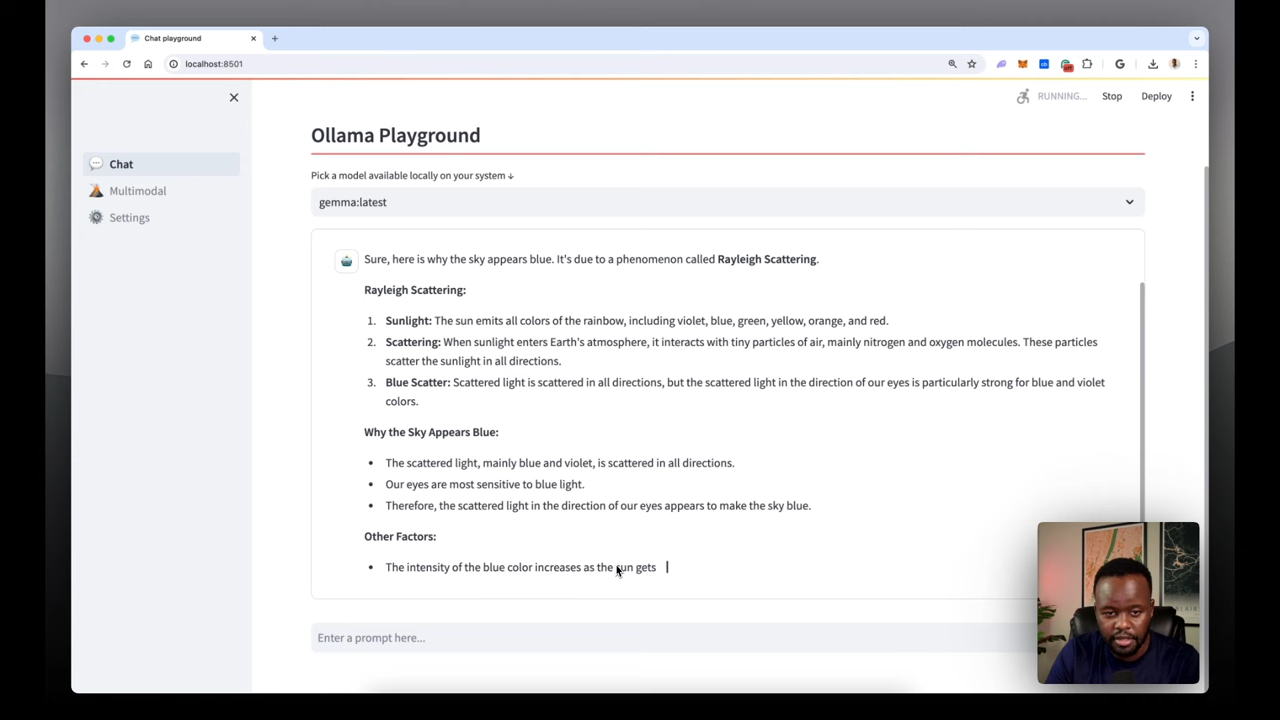 Chat playground
localhost:8501
RUNNING...
Stop
Deploy
Chat
Multimodal
Settings
Ollama Playground
Pick a model available locally on your system ↓
gemma:latest
Sure, here is why the sky appears blue. It's due to a phenomenon called Rayleigh Scattering.
Rayleigh Scattering:
1. Sunlight: The sun emits all colors of the rainbow, including violet, blue, green, yellow, orange, and red.
2. Scattering: When sunlight enters Earth's atmosphere, it interacts with tiny particles of air, mainly nitrogen and oxygen molecules. These particles
scatter the sunlight in all directions.
3. Blue Scatter: Scattered light is scattered in all directions, but the scattered light in the direction of our eyes is particularly strong for blue and violet
colors.
Why the Sky Appears Blue:
• The scattered light, mainly blue and violet, is scattered in all directions.
• Our eyes are most sensitive to blue light.
• Therefore, the scattered light in the direction of our eyes appears to make the sky blue.
Other Factors:
• The intensity of the blue color increases as the sun gets
Enter a prompt here...